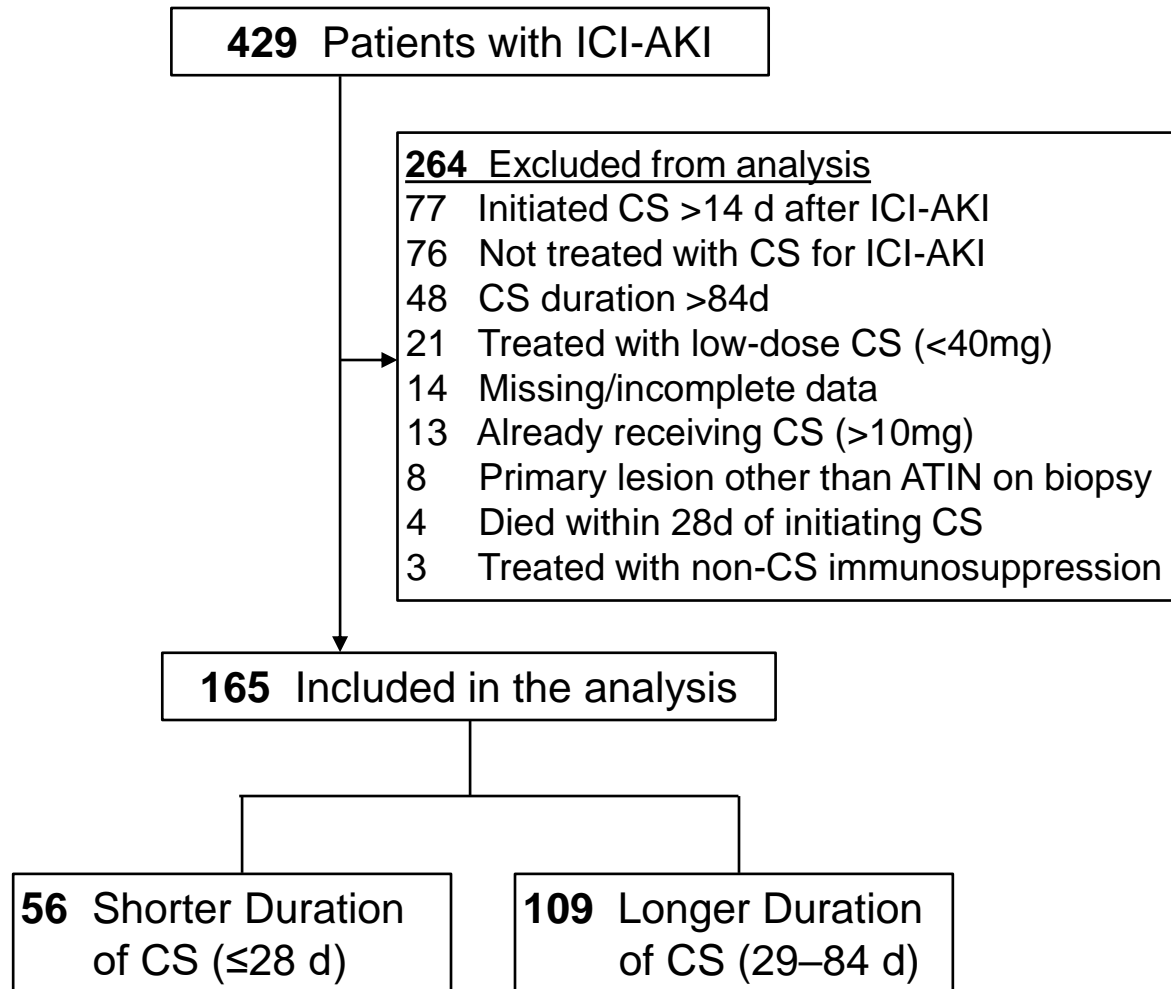 429 Patients with ICI-AKI
264 Excluded from analysis
77 Initiated CS >14 d after ICI-AKI
76 Not treated with CS for ICI-AKI
48 CS duration >84d
21 Treated with low-dose CS (<40mg)
14 Missing/incomplete data
13 Already receiving CS (>10mg)
8 Primary lesion other than ATIN on biopsy
4 Died within 28d of initiating CS
3 Treated with non-CS immunosuppression
165 Included in the analysis
56 Shorter Duration
of CS (≤28 d)
109 Longer Duration
of CS (29–84 d)